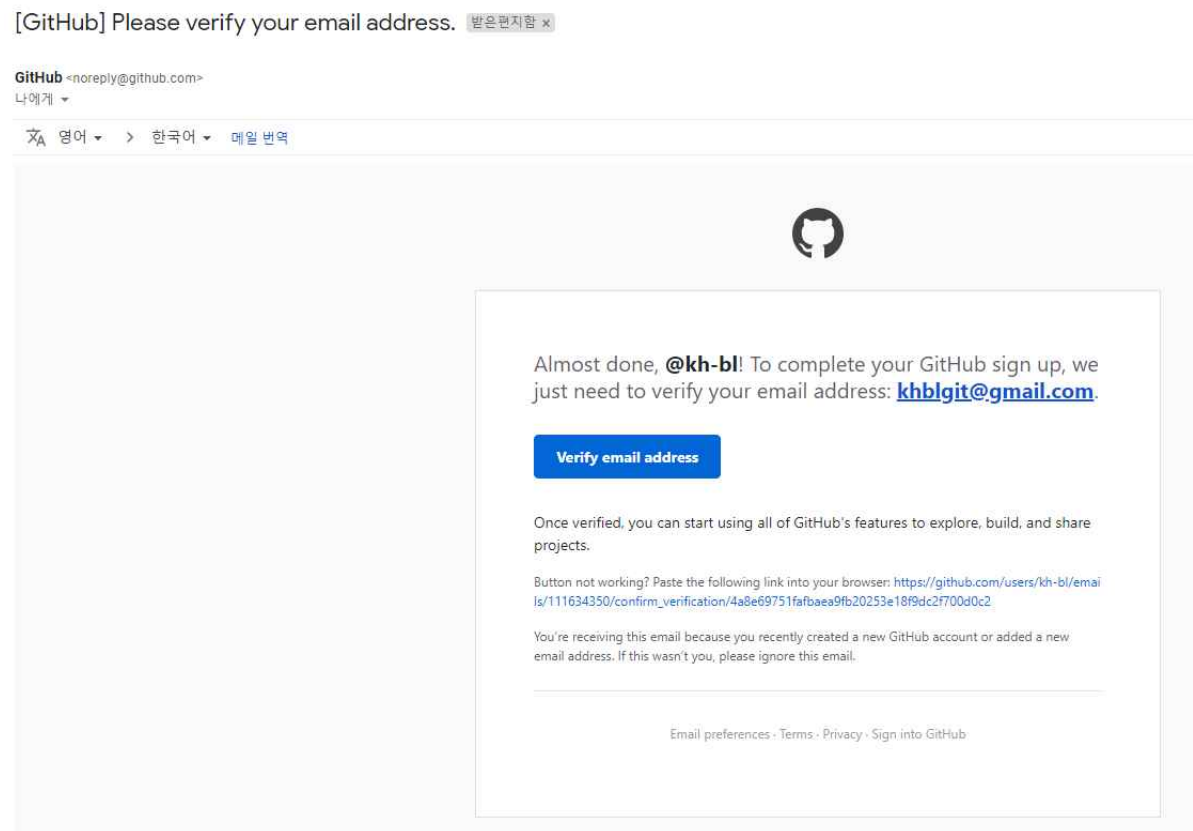 [GitHub] Please verify your email address. 받은편지함 ×
GitHub <noreply@github.com>
나에게
영어 > 한국어 메일 번역
Almost done, @kh-bl! To complete your GitHub sign up, we
just need to verify your email address: khblgit@gmail.com.
Verify email address
Once verified, you can start using all of GitHub's features to explore, build, and share
projects.
Button not working? Paste the following link into your browser: https://github.com/users/kh-bl/emai
ls/111634350/confirm_verification/4a8e69751fafbaea9fb20253e18f9dc2f700d0c2
You're receiving this email because you recently created a new GitHub account or added a new
email address. If this wasn't you, please ignore this email.
Email preferences · Terms · Privacy · Sign into GitHub